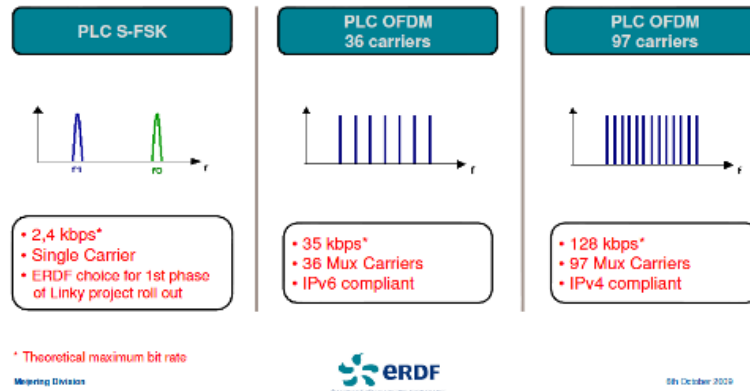 PLC S-FSK
PLC OFDM
36 carriers
PLC OFDM
97 carriers
f1
f0
f
f
f
• 2,4 kbps*
• Single Carrier
• ERDF choice for 1st phase
of Linky project roll out
• 35 kbps*
• 36 Mux Carriers
• IPv6 compliant
• 128 kbps*
• 97 Mux Carriers
• IPv4 compliant
* Theoretical maximum bit rate
Metering Division
eRDF
6th October 2009